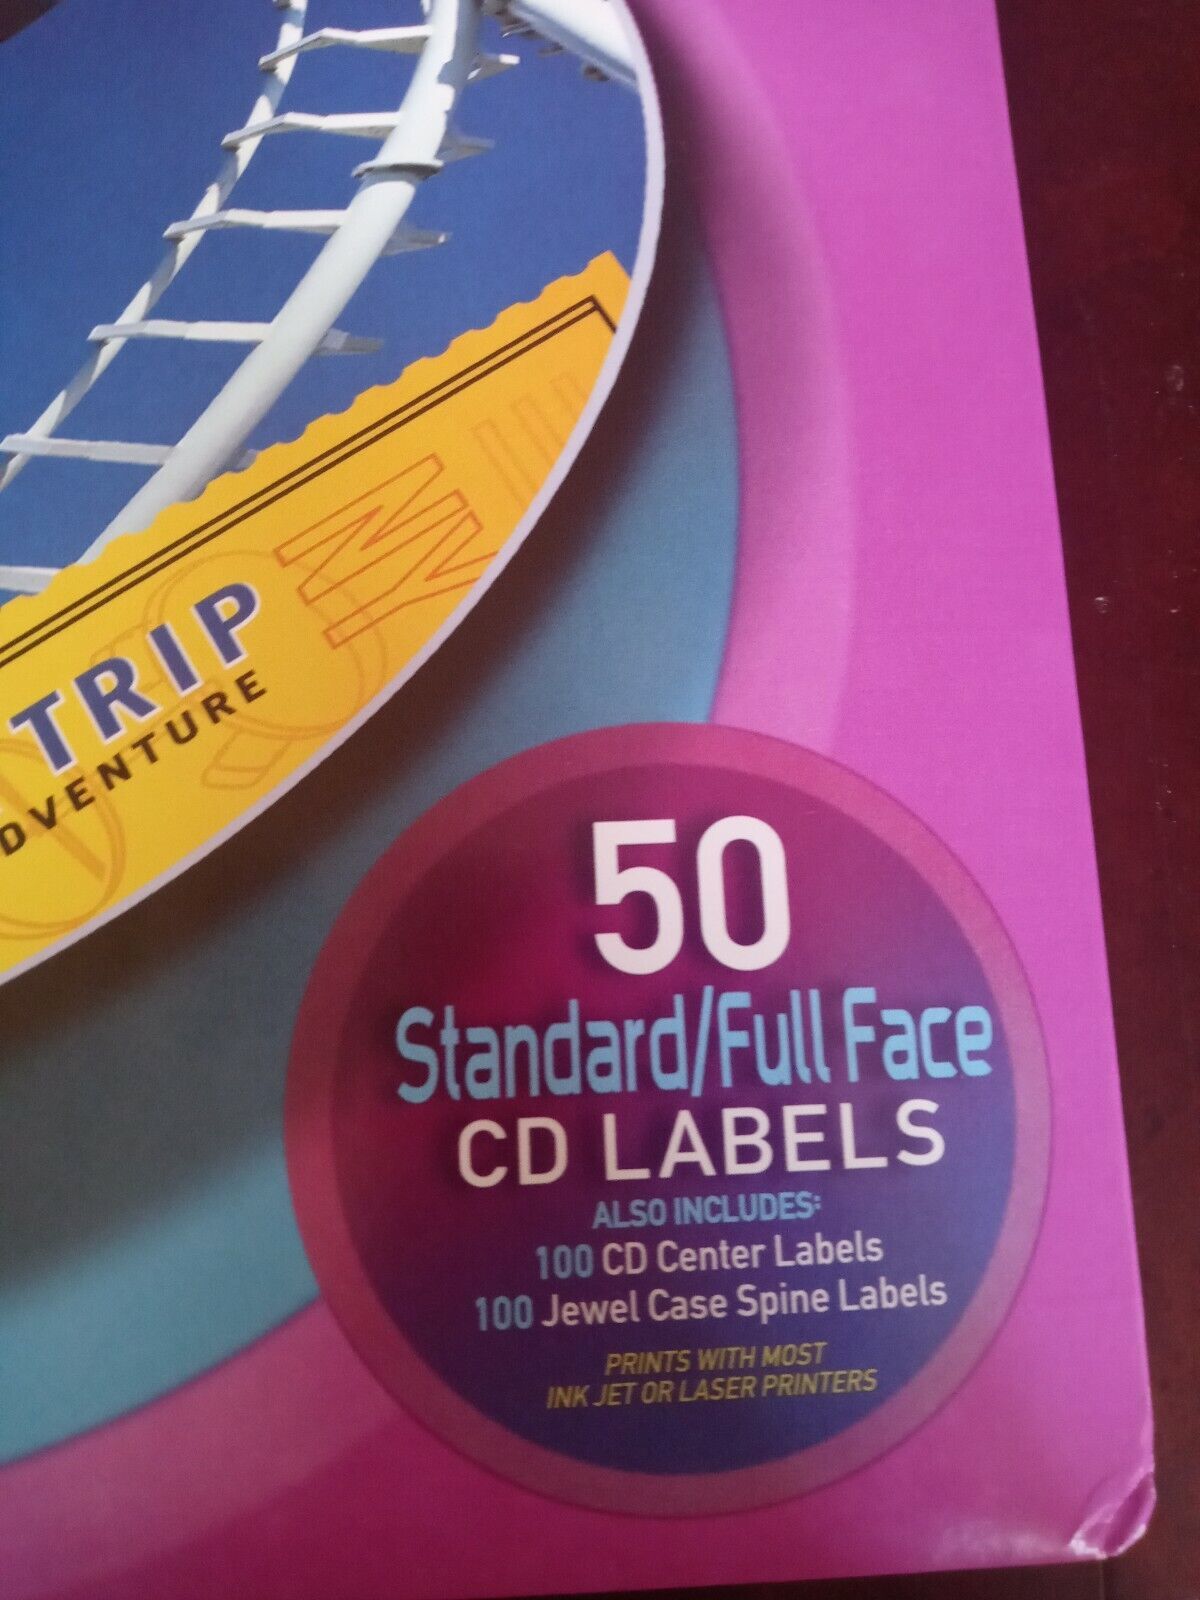 NY
TRIP
DVENTURE
50
Standard/Full Face
CD LABELS
ALSO INCLUDES:
100 CD Center Labels
100 Jewel Case Spine Labels
PRINTS WITH MOST
INK JET OR LASER PRINTERS